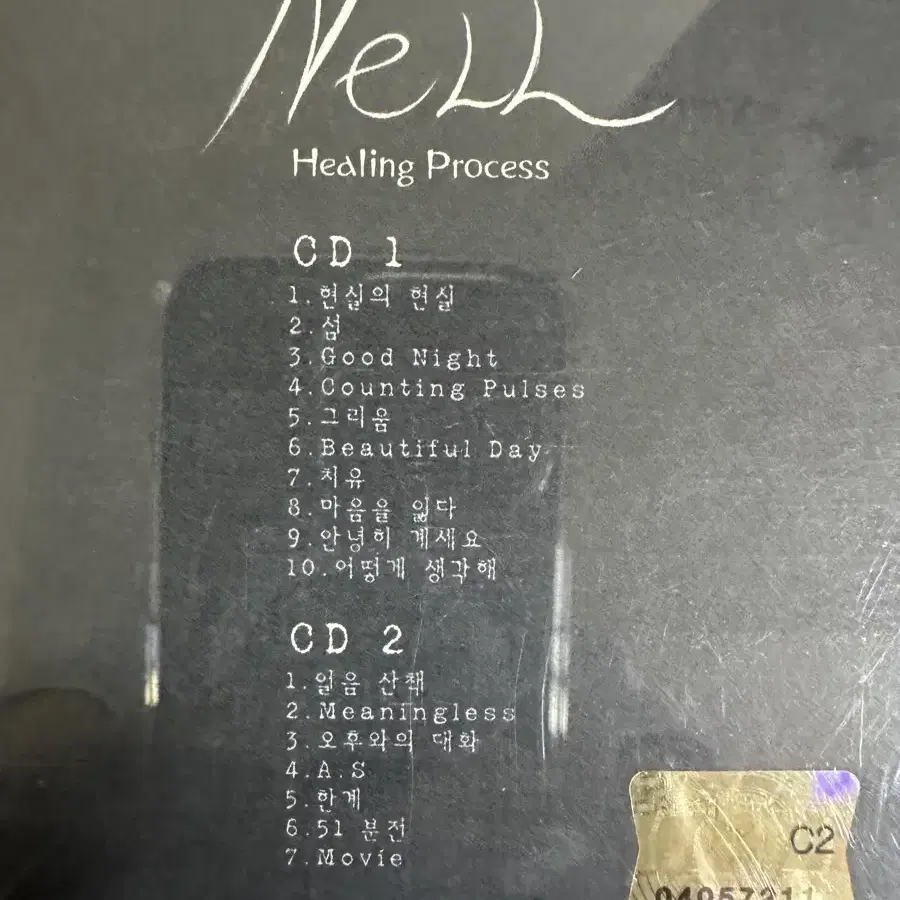 Nell
Healing Process
CD 1
1.현실의 현실
2.섬
3.Good Night
4.Counting Pulses
5.그리움
6.Beautiful Day
7.치유
8.마음을 잃다
9.안녕히 계세요
10.어떻게 생각해
CD 2
1.얼음 산책
2.Meaningless
3.오후와의 대화
4.A.S
5.한계
6.51 분전
7.Movie
C2